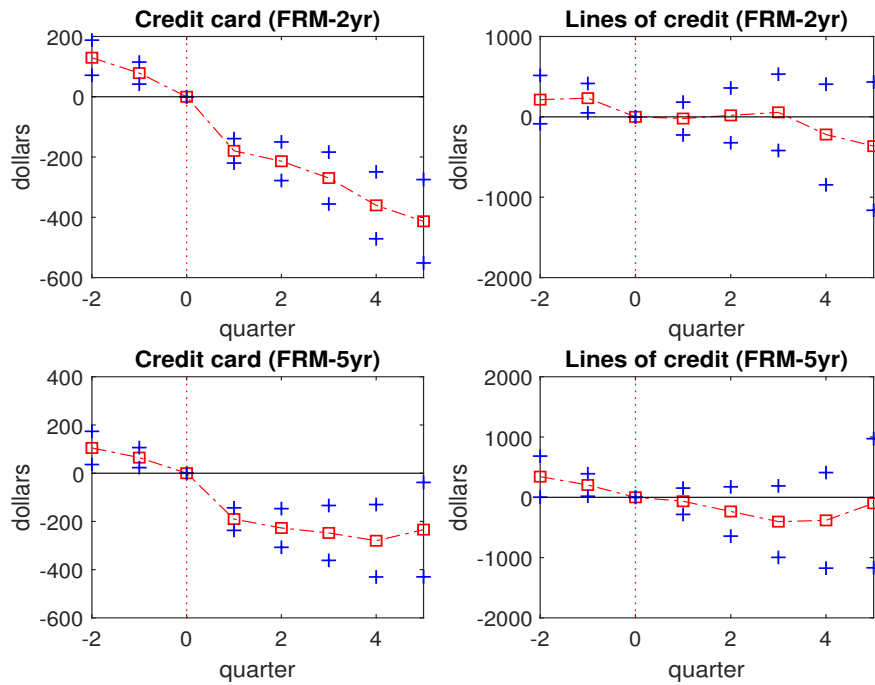 Credit card (FRM-2yr)
200
0
-200
-400
-600
dollars
-2 0 2 4
quarter
Lines of credit (FRM-2yr)
1000
0
-1000
-2000
dollars
-2 0 2 4
quarter
Credit card (FRM-5yr)
400
200
0
-200
-400
-600
dollars
-2 0 2 4
quarter
Lines of credit (FRM-5yr)
2000
1000
0
-1000
-2000
dollars
-2 0 2 4
quarter